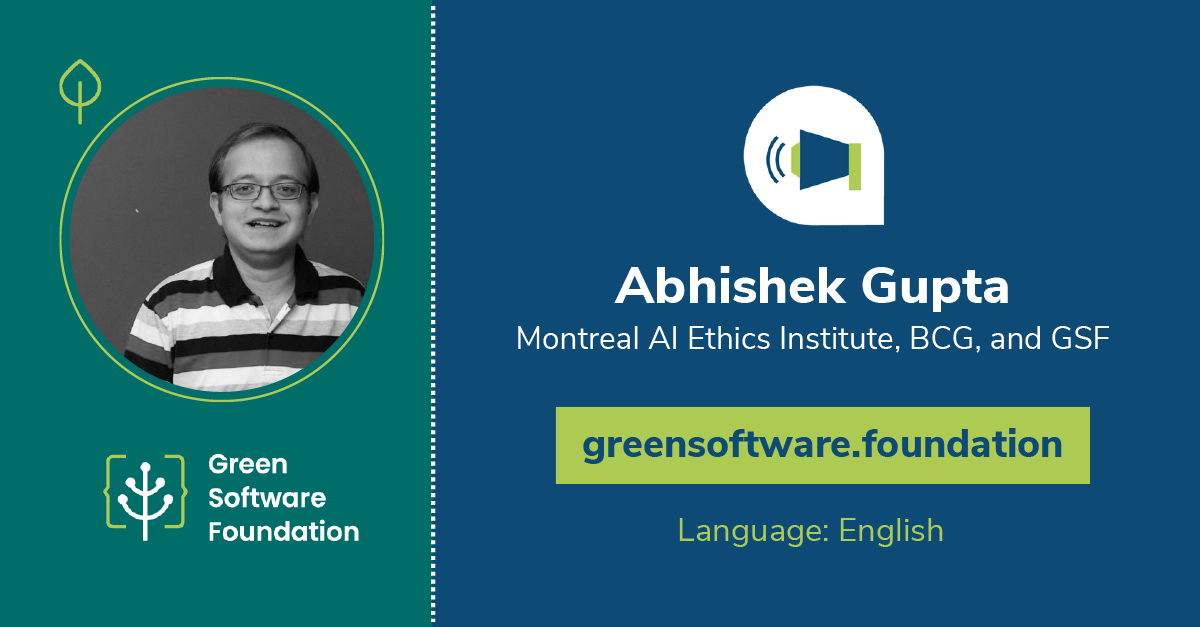 Green
Software
Foundation
Abhishek Gupta
Montreal AI Ethics Institute, BCG, and GSF
greensoftware.foundation
Language: English